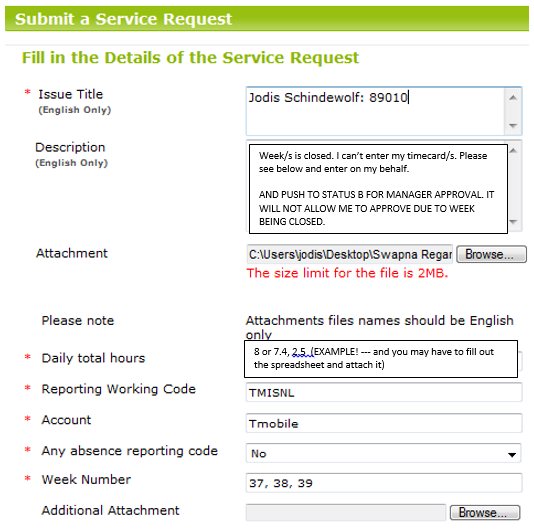 Submit a Service Request
Fill in the Details of the Service Request
* Issue Title
(English Only)
Jodis Schindewolf: 89010
Description
(English Only)
Week/s is closed. I can't enter my timecard/s. Please
see below and enter on my behalf.
AND PUSH TO STATUS B FOR MANAGER APPROVAL. IT
WILL NOT ALLOW ME TO APPROVE DUE TO WEEK
BEING CLOSED.
Attachment
C:\Users\jodis\Desktop\Swapna Regar
Browse...
The size limit for the file is 2MB.
Please note
Attachments files names should be English
only
* Daily total hours
8 or 7.4, 2.5, (EXAMPLE! --- and you may have to fill out
the spreadsheet and attach it)
* Reporting Working Code
TMISNL
* Account
Tmobile
* Any absence reporting code
No
* Week Number
37, 38, 39
Additional Attachment
Browse...